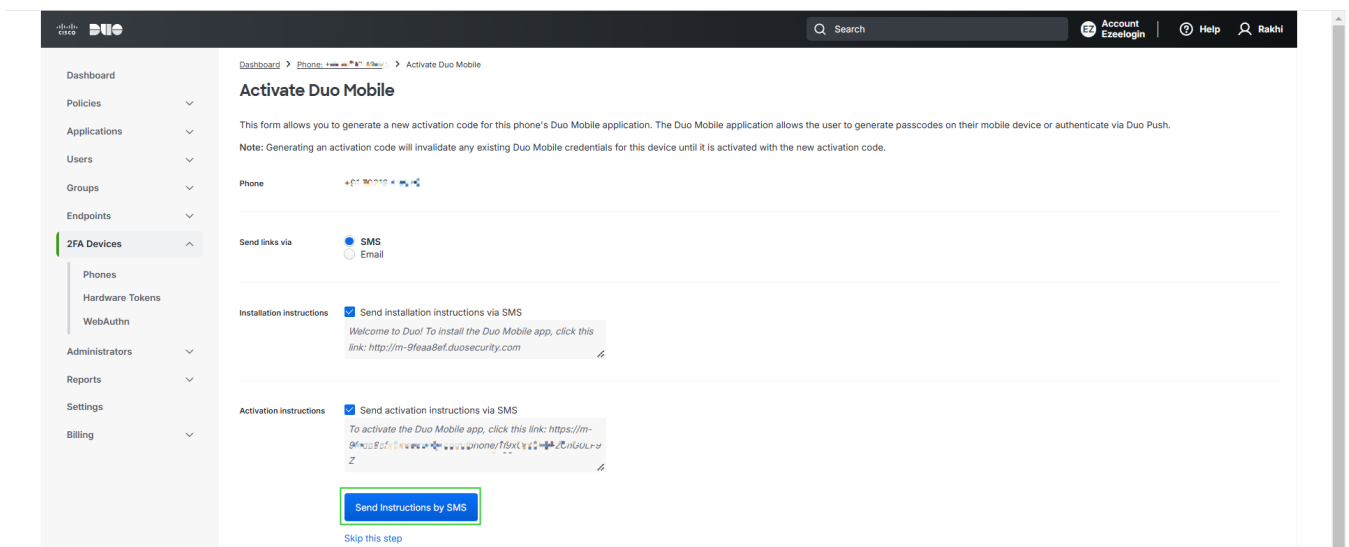 CISCO DUO
Search
EZ Account Ezeelogin
Help
Rakhi
Dashboard
Policies
Applications
Users
Groups
Endpoints
2FA Devices
Phones
Hardware Tokens
WebAuthn
Administrators
Reports
Settings
Billing
Dashboard > Phone: > Activate Duo Mobile
Activate Duo Mobile
This form allows you to generate a new activation code for this phone's Duo Mobile application. The Duo Mobile application allows the user to generate passcodes on their mobile device or authenticate via Duo Push.
Note: Generating an activation code will invalidate any existing Duo Mobile credentials for this device until it is activated with the new activation code.
Phone
Send links via
SMS
Email
Installation instructions
Send installation instructions via SMS
Welcome to Duo! To install the Duo Mobile app, click this
link: http://m-9feaa8ef.duosecurity.com
Activation instructions
Send activation instructions via SMS
To activate the Duo Mobile app, click this link: https://m-
Z
Send Instructions by SMS
Skip this step